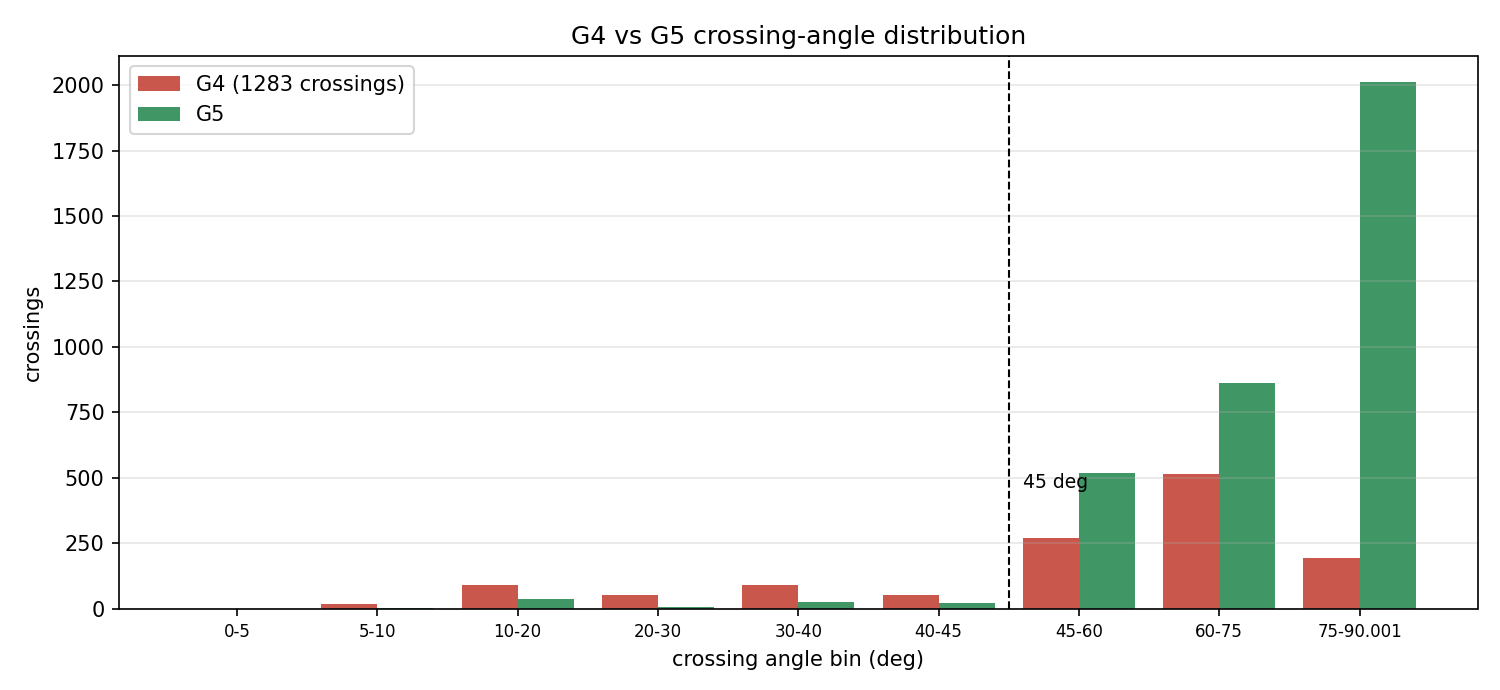 G4 vs G5 crossing-angle distribution
G4 (1283 crossings)
G5
2000
1750
1500
1250
1000
750
500
250
0
crossings
45 deg
0-5 5-10 10-20 20-30 30-40 40-45 45-60 60-75 75-90.001
crossing angle bin (deg)